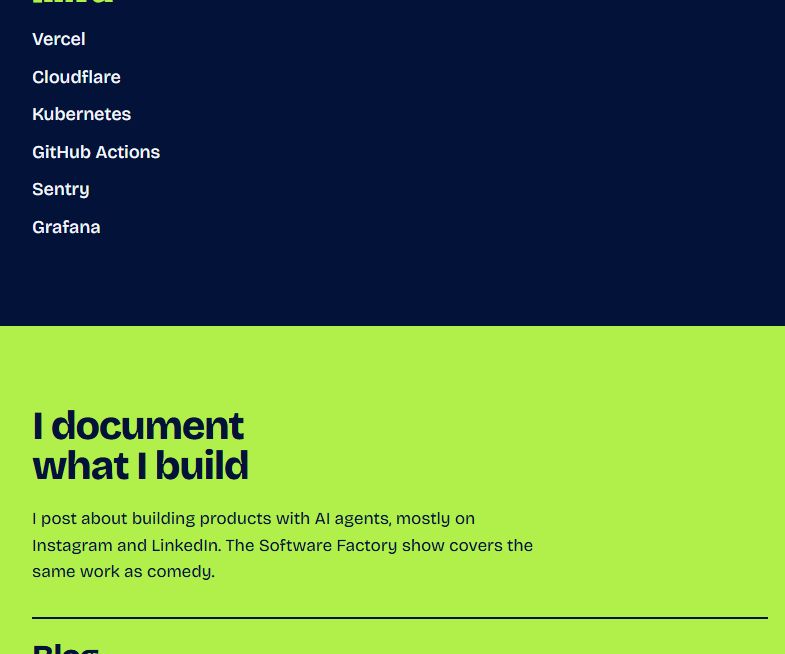 Vercel
Cloudflare
Kubernetes
GitHub Actions
Sentry
Grafana
I document
what I build
I post about building products with AI agents, mostly on
Instagram and LinkedIn. The Software Factory show covers the
same work as comedy.
Blog